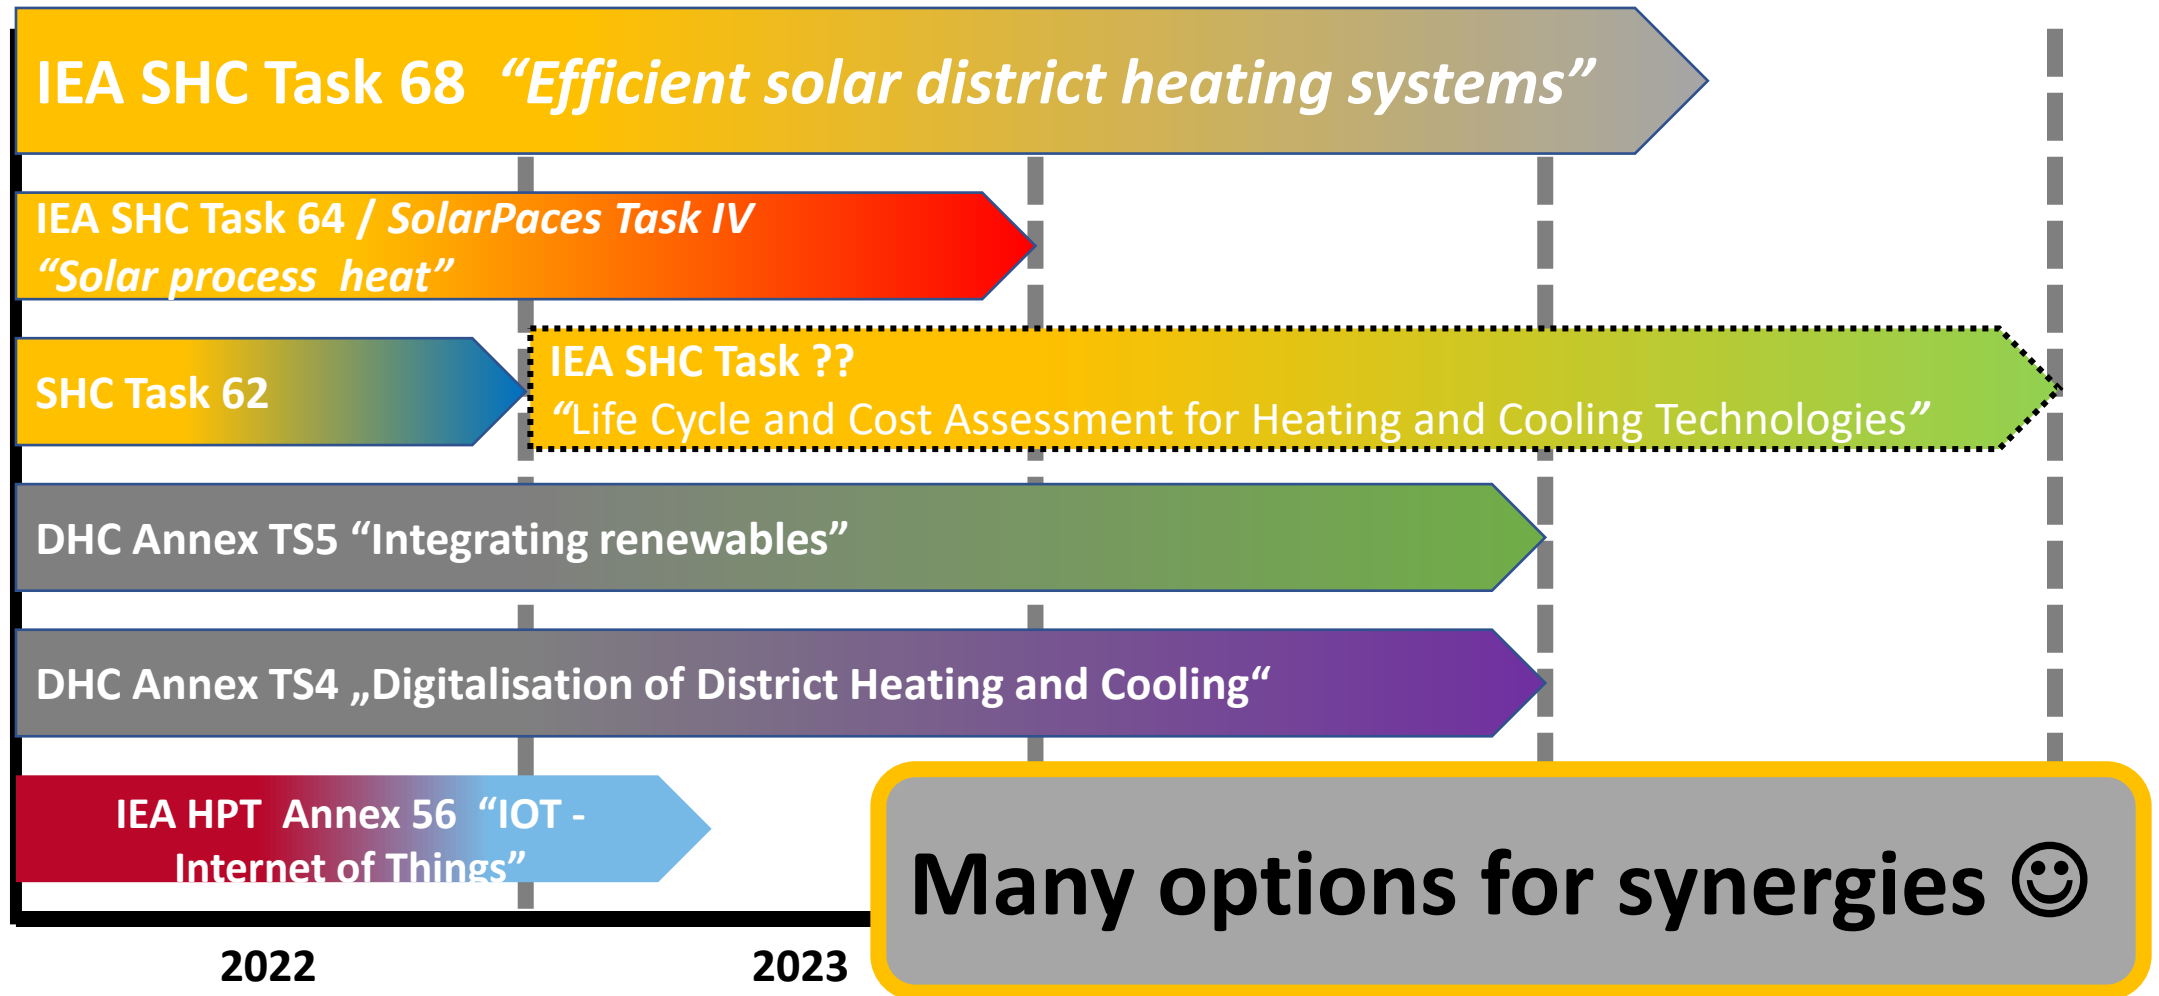 IEA SHC Task 68 “Efficient solar district heating systems”
IEA SHC Task 64 / SolarPaces Task IV
“Solar process heat”
SHC Task 62
IEA SHC Task ??
“Life Cycle and Cost Assessment for Heating and Cooling Technologies”
DHC Annex TS5 “Integrating renewables”
DHC Annex TS4 „Digitalisation of District Heating and Cooling“
IEA HPT Annex 56 “IOT -
Internet of Things”
Many options for synergies ☺
2022
2023